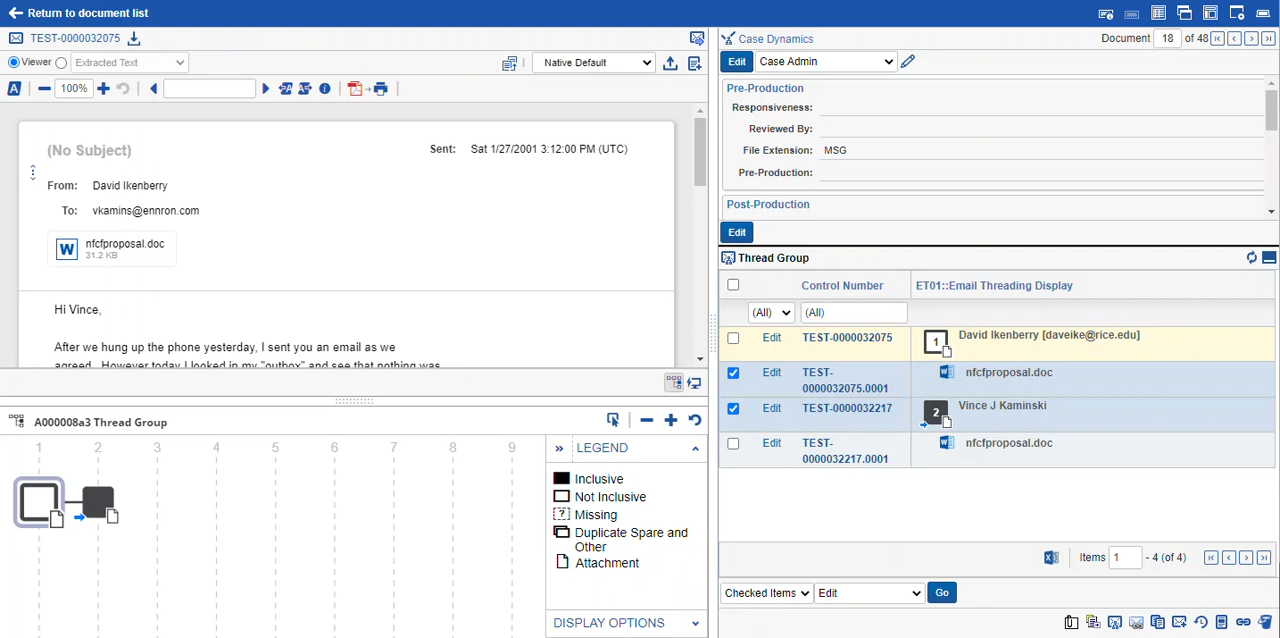 Return to document list
TEST-0000032075
Viewer Extracted Text Native Default
A 100%
(No Subject) Sent: Sat 1/27/2001 3:12:00 PM (UTC)
From: David Ikenberry
To: vkamins@ennron.com
W nfcfproposal.doc
31.2 KB
Hi Vince,
After we hung up the phone yesterday, I sent you an email as we
agreed. However today I looked in my "outbox" and see that nothing was
A000008a3 Thread Group
1 2 3 4 5 6 7 8 9
» LEGEND
Inclusive
Not Inclusive
? Missing
Duplicate Spare and
Other
Attachment
DISPLAY OPTIONS
Case Dynamics Document 18 of 48
Edit Case Admin
Pre-Production
Responsiveness:
Reviewed By:
File Extension: MSG
Pre-Production:
Post-Production
Edit
Thread Group
Control Number ET01::Email Threading Display
(All) (All)
Edit TEST-0000032075 1 David Ikenberry [daveike@rice.edu]
Edit TEST- nfcfproposal.doc
0000032075.0001
Edit TEST-0000032217 2 Vince J Kaminski
Edit TEST- nfcfproposal.doc
0000032217.0001
Items 1 - 4 (of 4)
Checked Items Edit Go